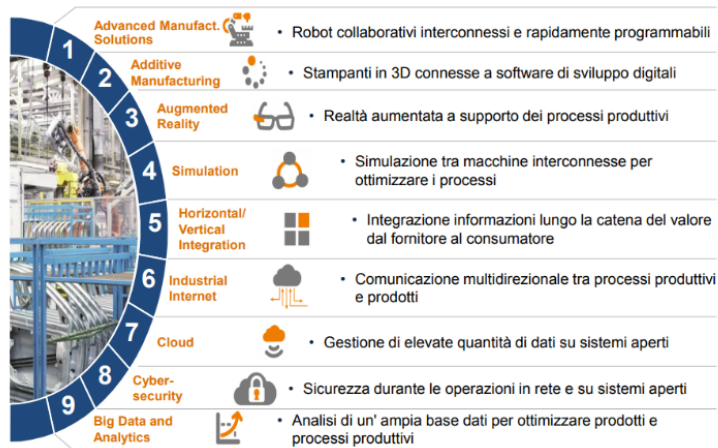 1
Advanced Manufact.
Solutions
• Robot collaborativi interconnessi e rapidamente programmabili
2
Additive
Manufacturing
• Stampanti in 3D connesse a software di sviluppo digitali
3
Augmented
Reality
• Realtà aumentata a supporto dei processi produttivi
4
Simulation
• Simulazione tra macchine interconnesse per
ottimizzare i processi
5
Horizontal/
Vertical
Integration
• Integrazione informazioni lungo la catena del valore
dal fornitore al consumatore
6
Industrial
Internet
• Comunicazione multidirezionale tra processi produttivi
e prodotti
7
Cloud
• Gestione di elevate quantità di dati su sistemi aperti
8
Cyber-
security
• Sicurezza durante le operazioni in rete e su sistemi aperti
9
Big Data and
Analytics
• Analisi di un' ampia base dati per ottimizzare prodotti e
processi produttivi